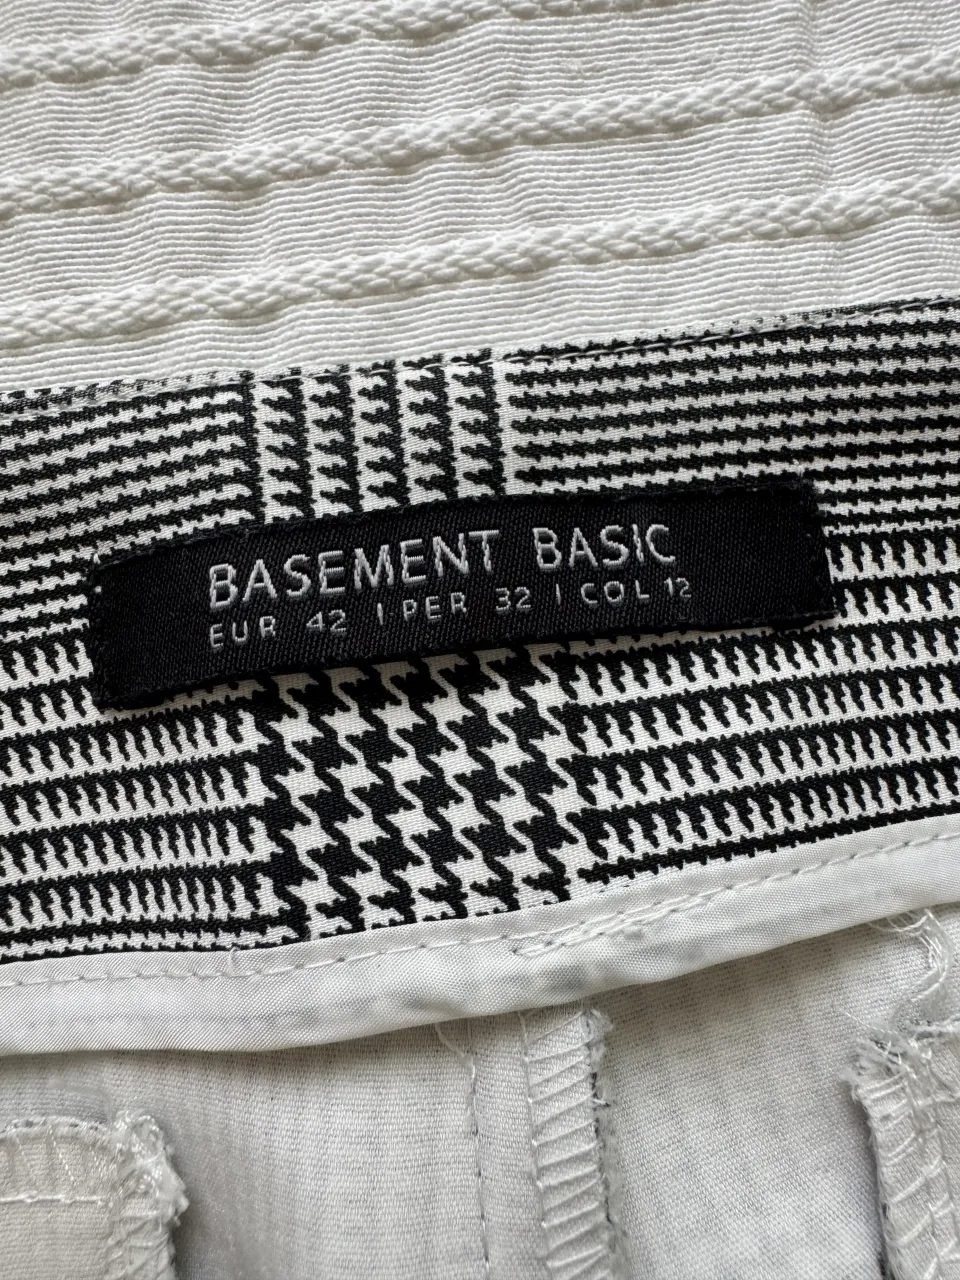 BASEMENT BASIC
EUR 42 | PER 32 | COL 12